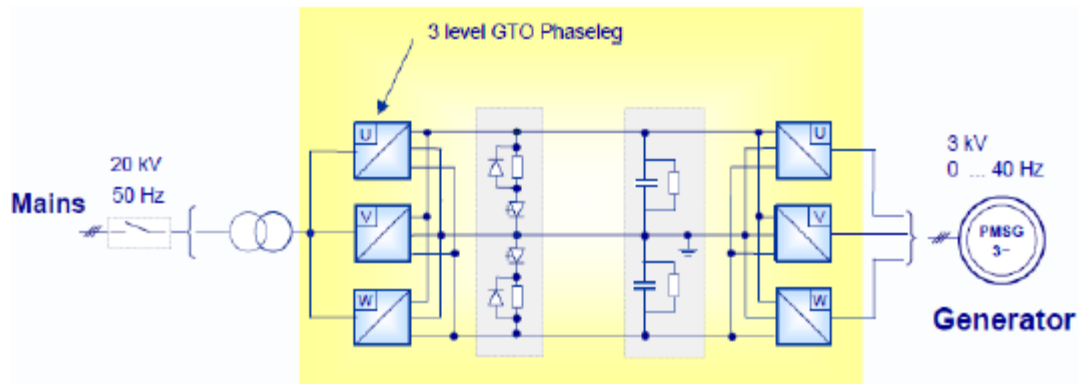 3 level GTO Phaseleg
U
U
20 kV
50 Hz
3 kV
0 ... 40 Hz
Mains
V
V
PMSG
3~
W
W
Generator